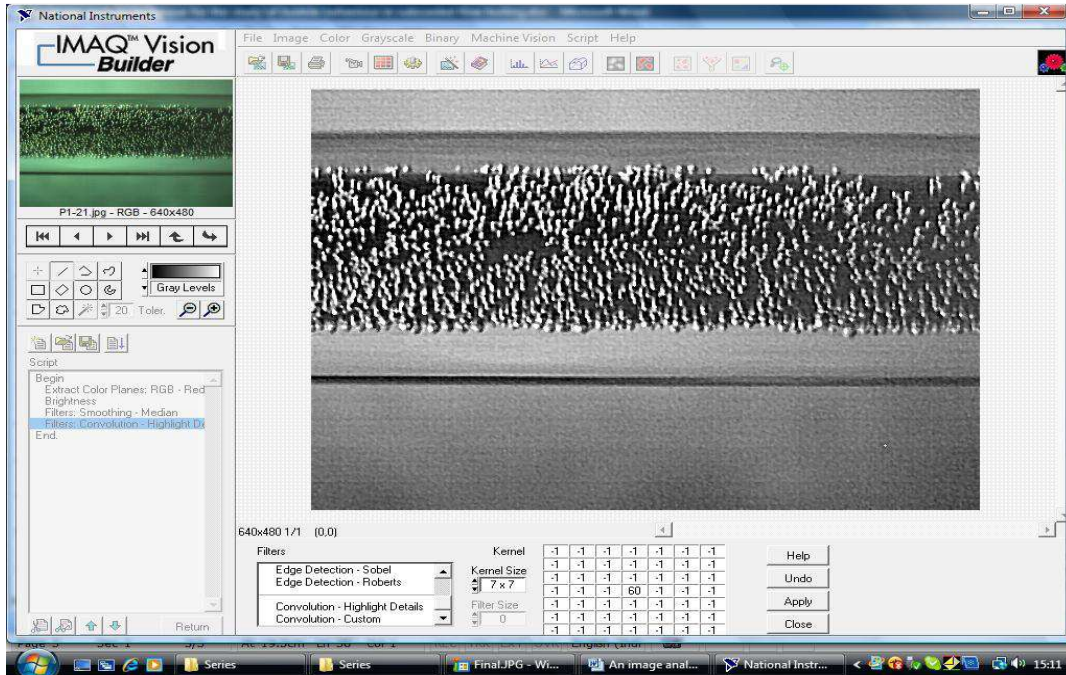 National Instruments
IMAQ™ Vision
Builder
File Image Color Grayscale Binary Machine Vision Script Help
P1-21.jpg - RGB - 640x480
Gray Levels
20 Toler.
Script
Begin
Extract Color Planes: RGB - Red
Brightness
Filters: Smoothing - Median
Filters: Convolution - Highlight De
End.
Return
640x480 1/1 (0,0)
Filters
Edge Detection - Sobel
Edge Detection - Roberts
Convolution - Highlight Details
Convolution - Custom
Kernel
Kernel Size
7 x 7
Filter Size
0
-1 -1 -1 -1 -1 -1 -1
-1 -1 -1 -1 -1 -1 -1
-1 -1 -1 -1 -1 -1 -1
-1 -1 -1 60 -1 -1 -1
-1 -1 -1 -1 -1 -1 -1
-1 -1 -1 -1 -1 -1 -1
-1 -1 -1 -1 -1 -1 -1
Help
Undo
Apply
Close
Series
Series
Final.JPG - Wi...
An image anal...
National Instr...
15:11